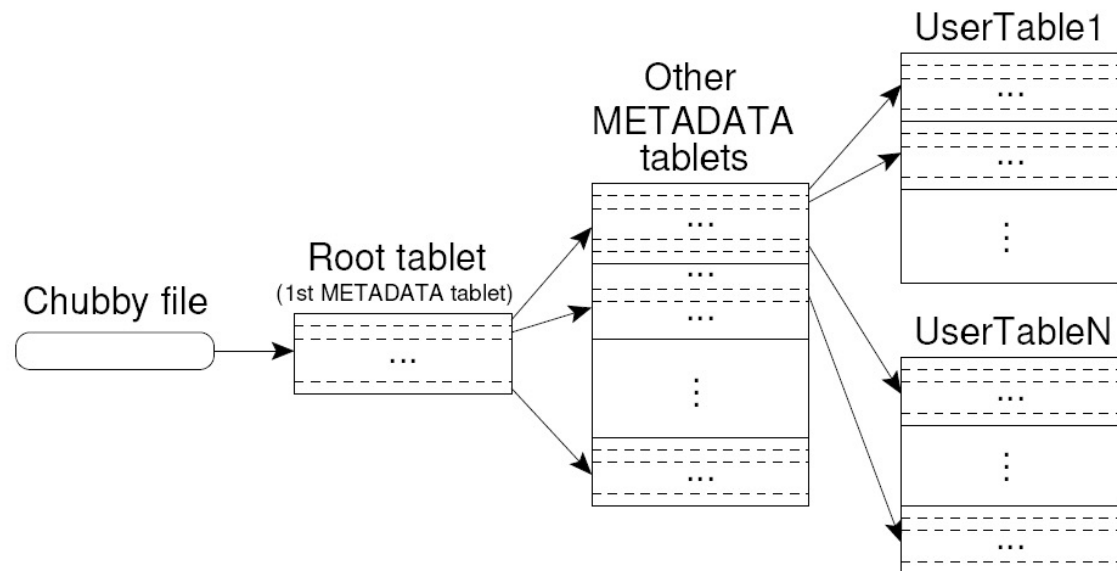 Chubby file
Root tablet
(1st METADATA tablet)
...
Other
METADATA
tablets
...
...
...
⋮
...
UserTable1
...
...
⋮
UserTableN
...
⋮
...